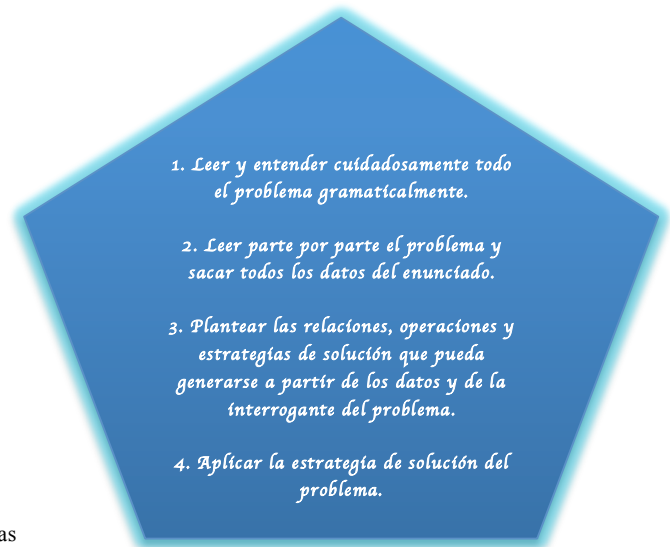 1. Leer y entender cuidadosamente todo
el problema gramaticalmente.
2. Leer parte por parte el problema y
sacar todos los datos del enunciado.
3. Plantear las relaciones, operaciones y
estrategias de solución que pueda
generarse a partir de los datos y de la
interrogante del problema.
4. Aplicar la estrategia de solución del
problema.
as